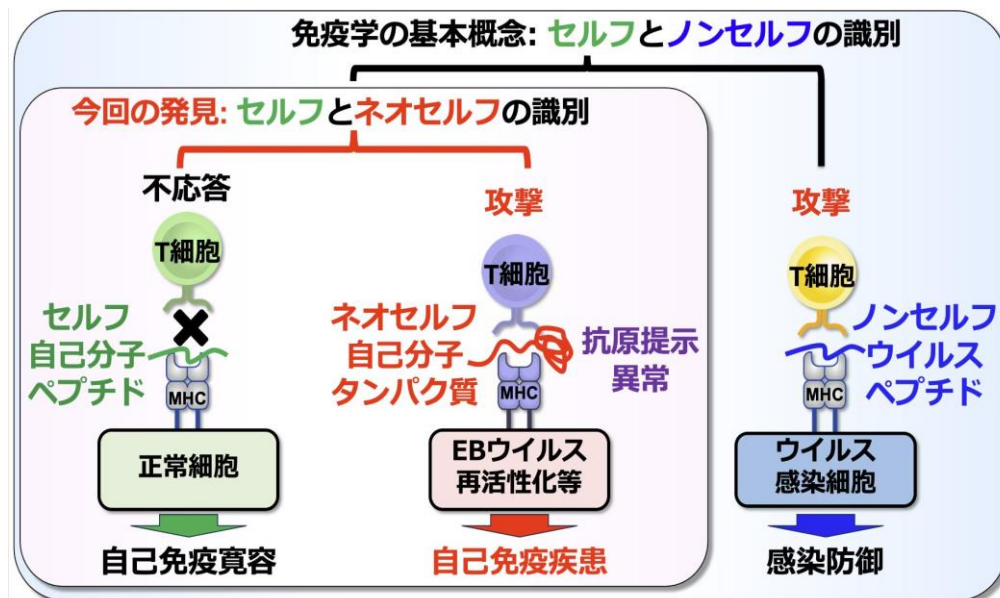 免疫学の基本概念: セルフとノンセルフの識別
今回の発見: セルフとネオセルフの識別
不応答
T細胞
セルフ
自己分子
ペプチド
MHC
正常細胞
自己免疫寛容
攻撃
T細胞
ネオセルフ
自己分子
タンパク質
抗原提示
異常
MHC
EBウイルス
再活性化等
自己免疫疾患
攻撃
T細胞
ノンセルフ
ウイルス
ペプチド
MHC
ウイルス
感染細胞
感染防御